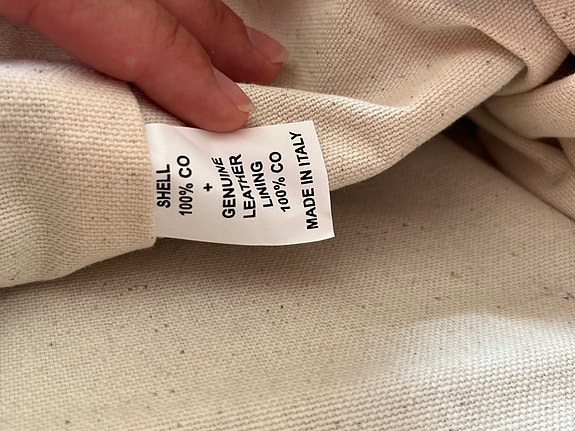 SHELL
100% CO
+
GENUINE
LEATHER
LINING
100% CO
MADE IN ITALY